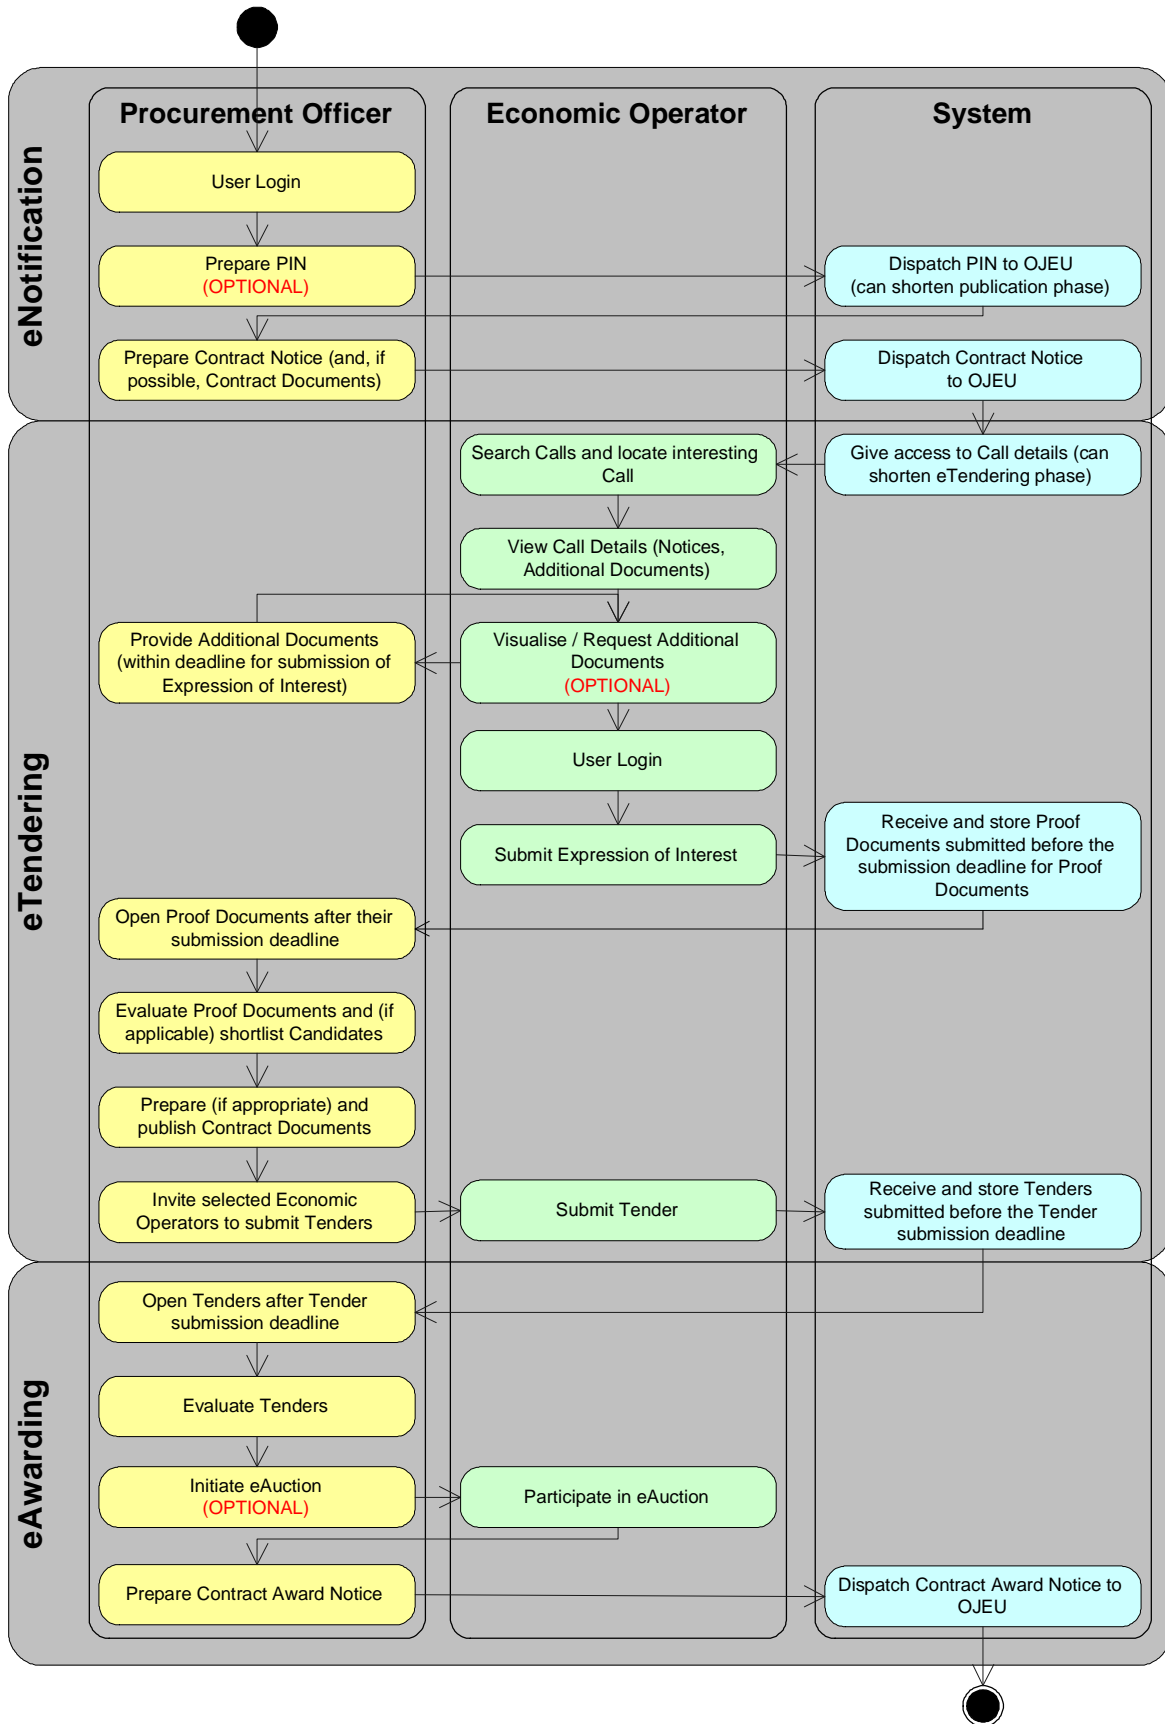 Procurement Officer
Economic Operator
System
eNotification
User Login
Prepare PIN
(OPTIONAL)
Dispatch PIN to OJEU
(can shorten publication phase)
Prepare Contract Notice (and, if
possible, Contract Documents)
Dispatch Contract Notice
to OJEU
eTendering
Search Calls and locate interesting
Call
Give access to Call details (can
shorten eTendering phase)
View Call Details (Notices,
Additional Documents)
Provide Additional Documents
(within deadline for submission of
Expression of Interest)
Visualise / Request Additional
Documents
(OPTIONAL)
User Login
Submit Expression of Interest
Receive and store Proof
Documents submitted before the
submission deadline for Proof
Documents
Open Proof Documents after their
submission deadline
Evaluate Proof Documents and (if
applicable) shortlist Candidates
Prepare (if appropriate) and
publish Contract Documents
Invite selected Economic
Operators to submit Tenders
Submit Tender
Receive and store Tenders
submitted before the Tender
submission deadline
eAwarding
Open Tenders after Tender
submission deadline
Evaluate Tenders
Initiate eAuction
(OPTIONAL)
Participate in eAuction
Prepare Contract Award Notice
Dispatch Contract Award Notice to
OJEU